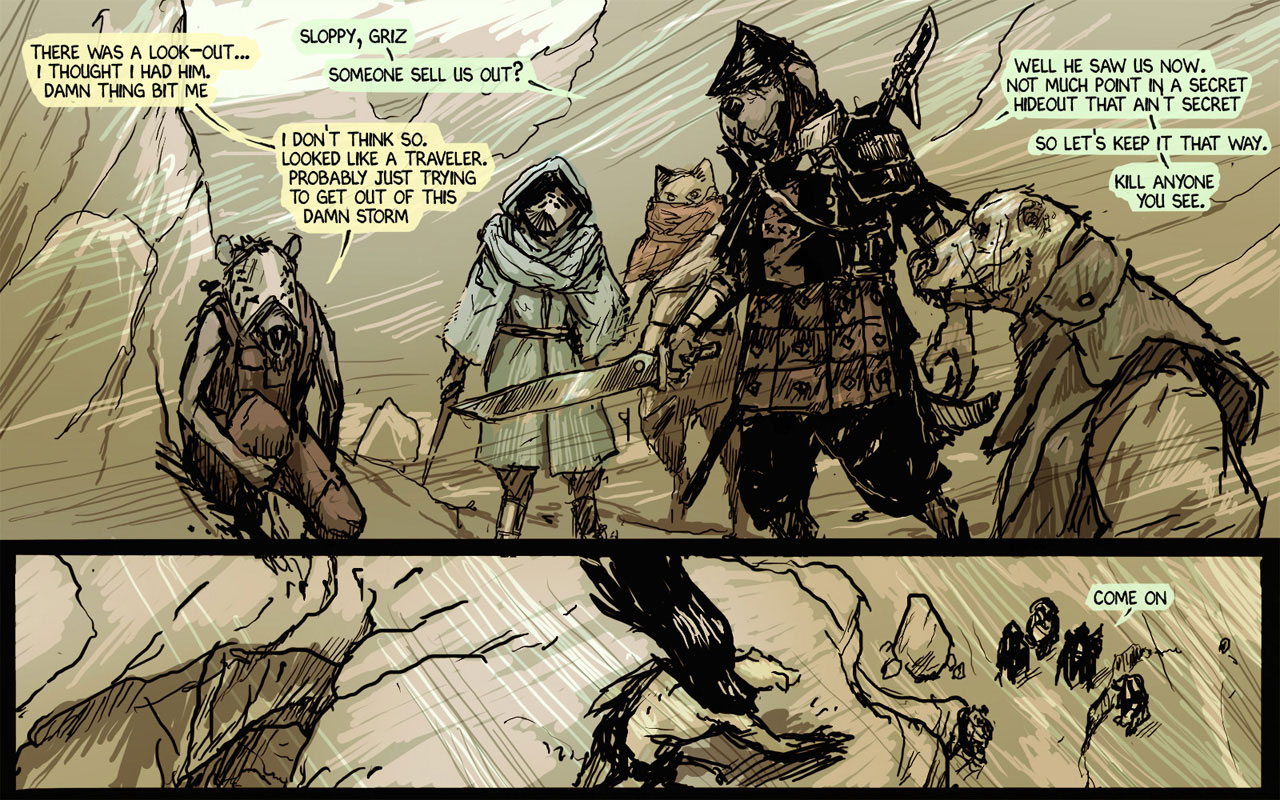 THERE WAS A LOOK-OUT...
I THOUGHT I HAD HIM.
DAMN THING BIT ME
SLOPPY, GRIZ
SOMEONE SELL US OUT?
I DON'T THINK SO.
LOOKED LIKE A TRAVELER.
PROBABLY JUST TRYING
TO GET OUT OF THIS
DAMN STORM
WELL HE SAW US NOW.
NOT MUCH POINT IN A SECRET
HIDEOUT THAT AIN'T SECRET
SO LET'S KEEP IT THAT WAY.
KILL ANYONE
YOU SEE.
COME ON